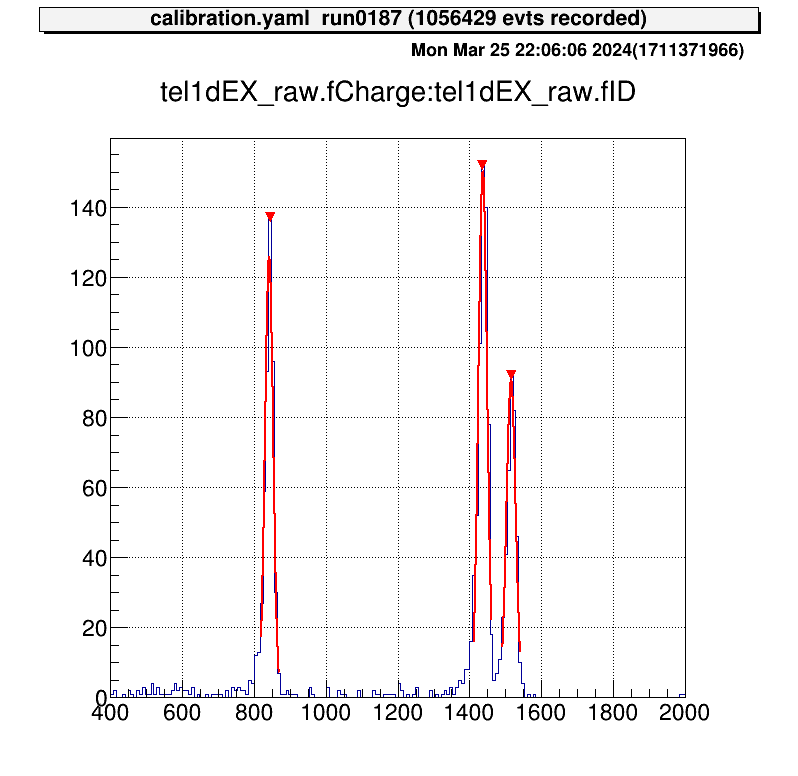 calibration.yaml run0187 (1056429 evts recorded)
Mon Mar 25 22:06:06 2024(1711371966)
tel1dEX_raw.fCharge:tel1dEX_raw.fID
140
120
100
80
60
40
20
0
400 600 800 1000 1200 1400 1600 1800 2000